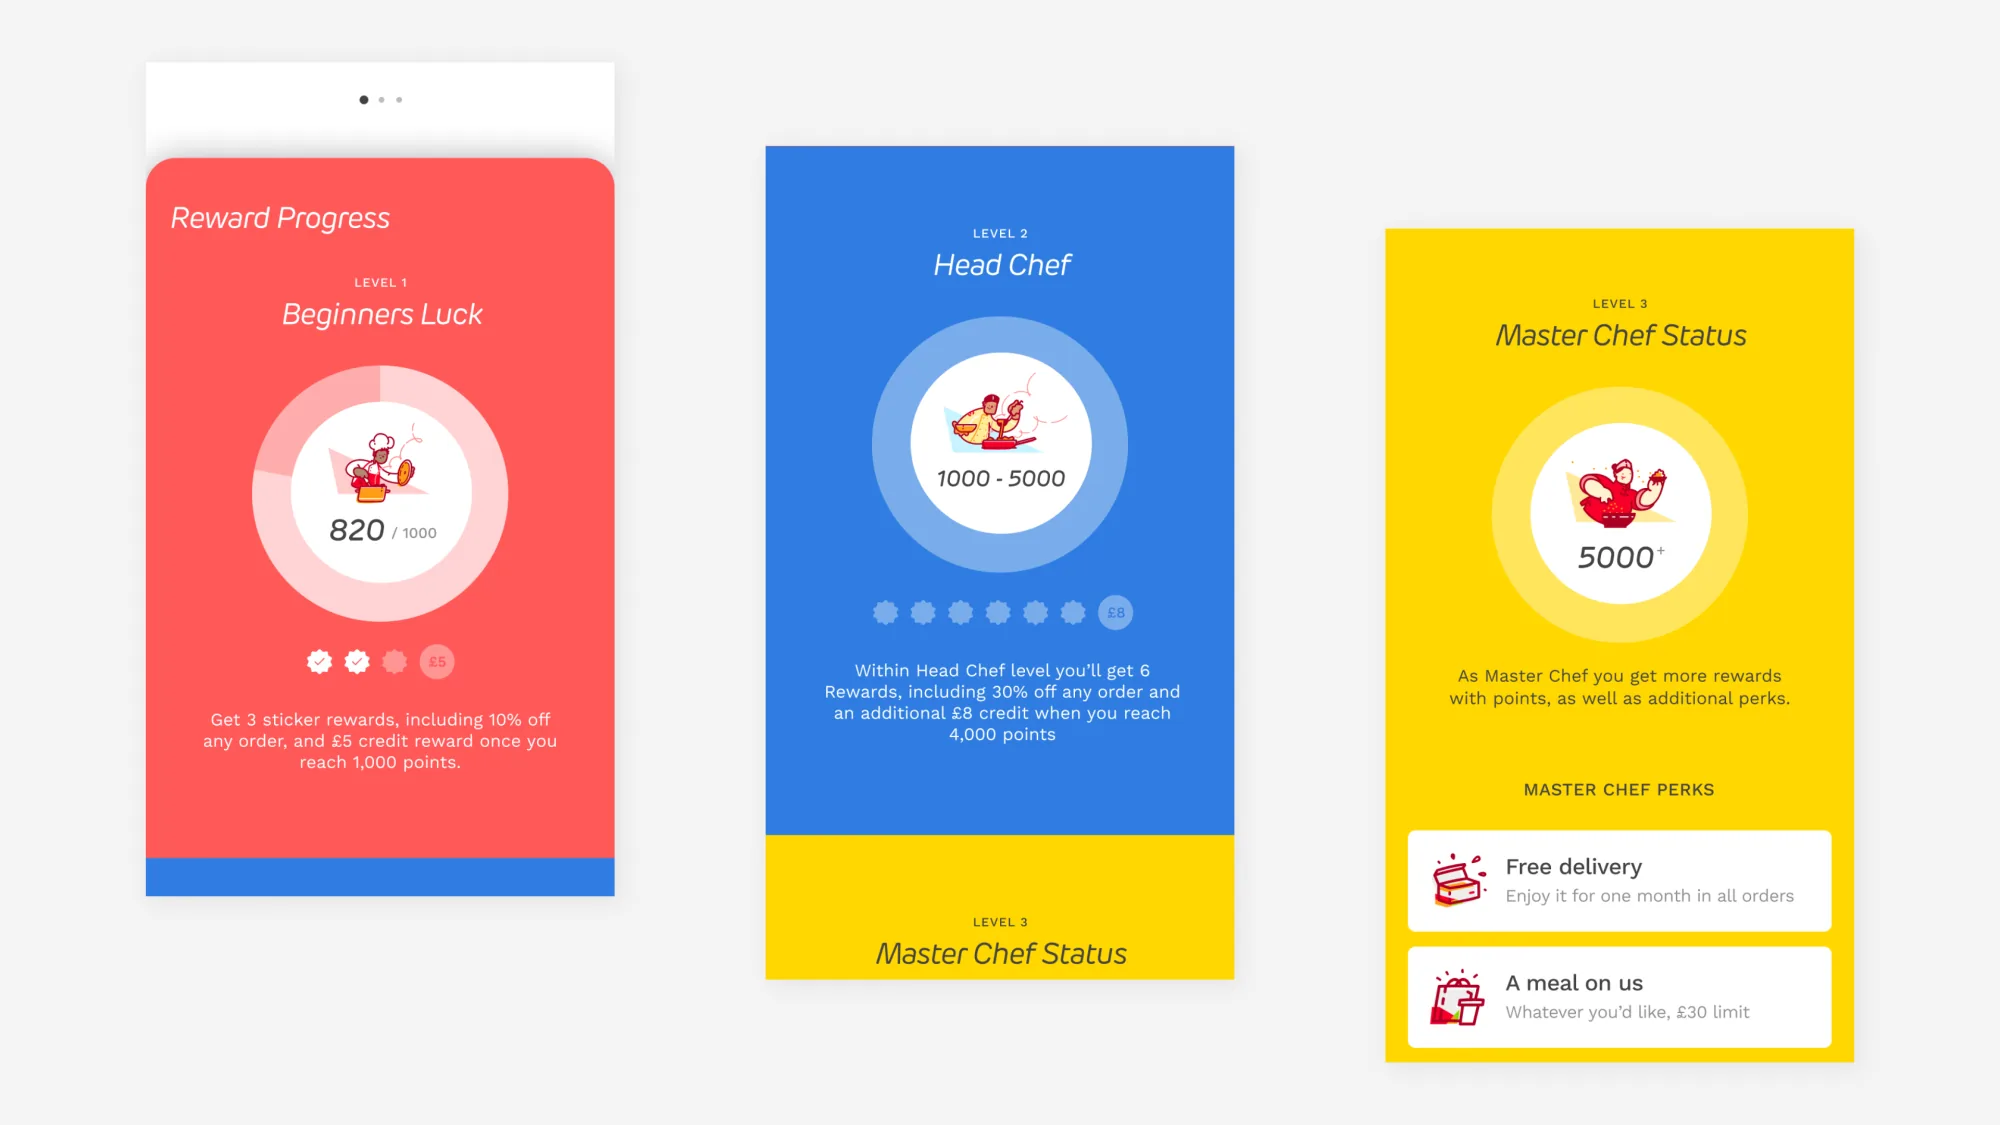 Reward Progress
LEVEL 1
Beginners Luck
820 / 1000
£5
Get 3 sticker rewards, including 10% off
any order, and £5 credit reward once you
reach 1,000 points.
LEVEL 2
Head Chef
1000 - 5000
£8
Within Head Chef level you’ll get 6
Rewards, including 30% off any order and
an additional £8 credit when you reach
4,000 points
LEVEL 3
Master Chef Status
LEVEL 3
Master Chef Status
5000+
As Master Chef you get more rewards
with points, as well as additional perks.
MASTER CHEF PERKS
Free delivery
Enjoy it for one month in all orders
A meal on us
Whatever you’d like, £30 limit